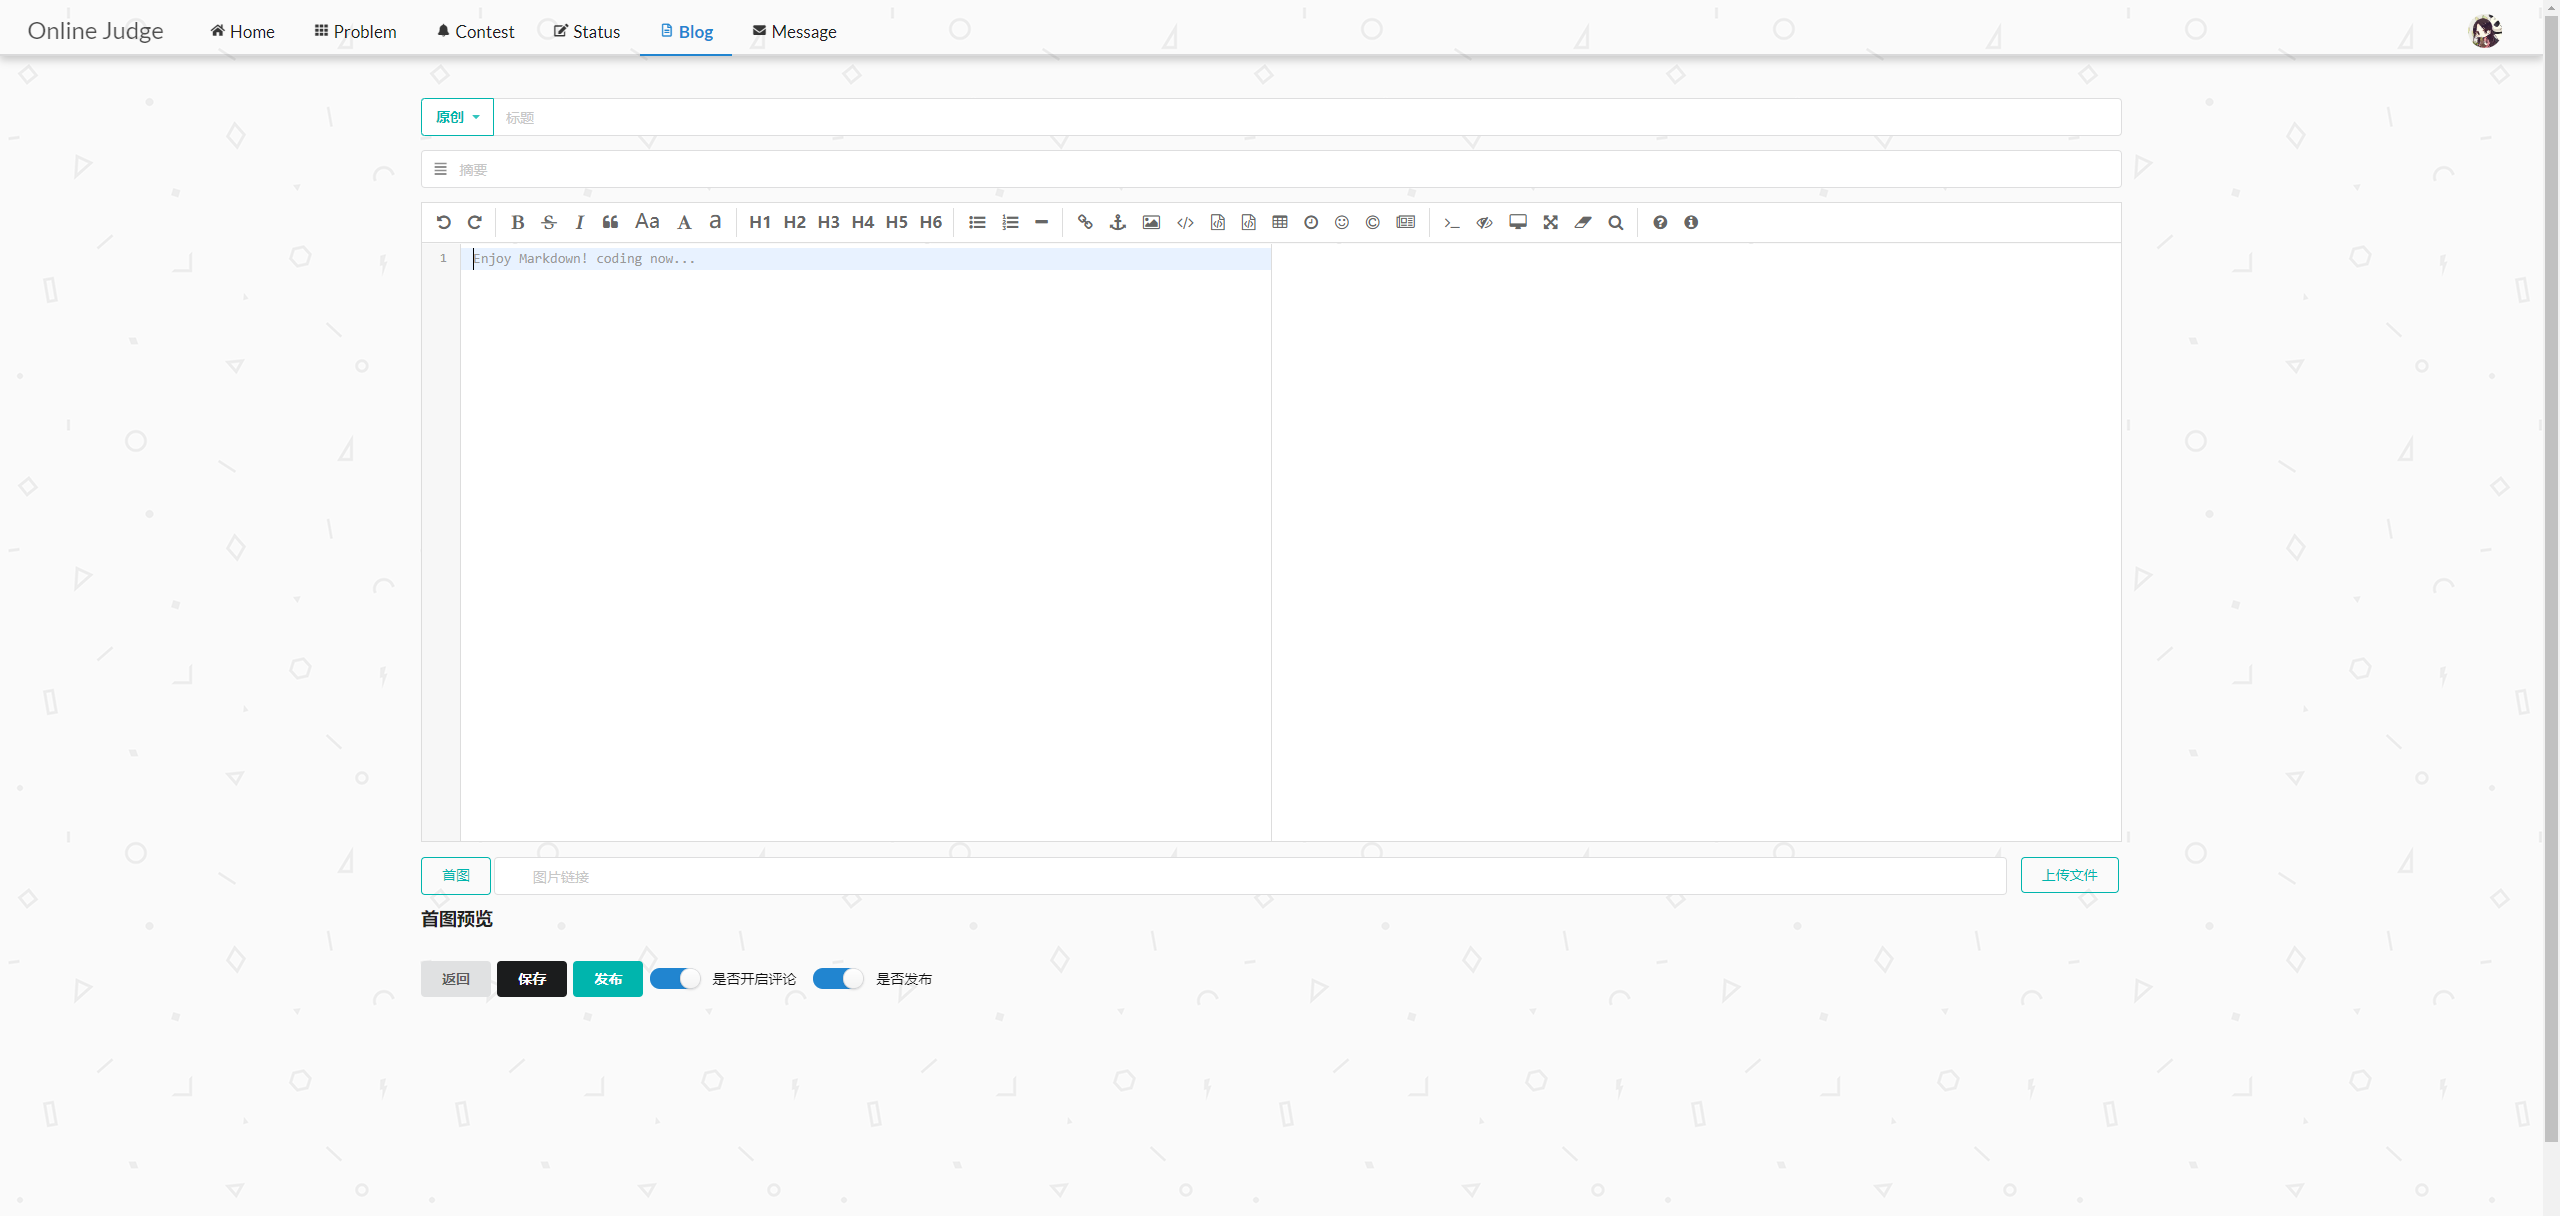 Online Judge Home Problem Contest Status Blog Message
原创 标题
摘要
B S I Aa A a H1 H2 H3 H4 H5 H6
1 Enjoy Markdown! coding now...
首图 图片链接 上传文件
首图预览
返回 保存 发布 是否开启评论 是否发布